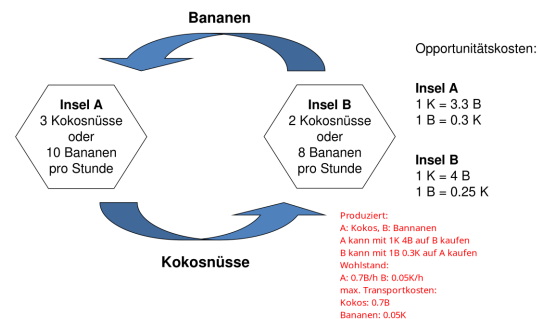 Bananen
Opportunitätskosten:
Insel A
3 Kokosnüsse
oder
10 Bananen
pro Stunde
Insel B
2 Kokosnüsse
oder
8 Bananen
pro Stunde
Insel A
1 K = 3.3 B
1 B = 0.3 K
Insel B
1 K = 4 B
1 B = 0.25 K
Kokosnüsse
Produziert:
A: Kokos, B: Bannanen
A kann mit 1K 4B auf B kaufen
B kann mit 1B 0.3K auf A kaufen
Wohlstand:
A: 0.7B/h B: 0.05K/h
max. Transportkosten:
Kokos: 0.7B
Bananen: 0.05K